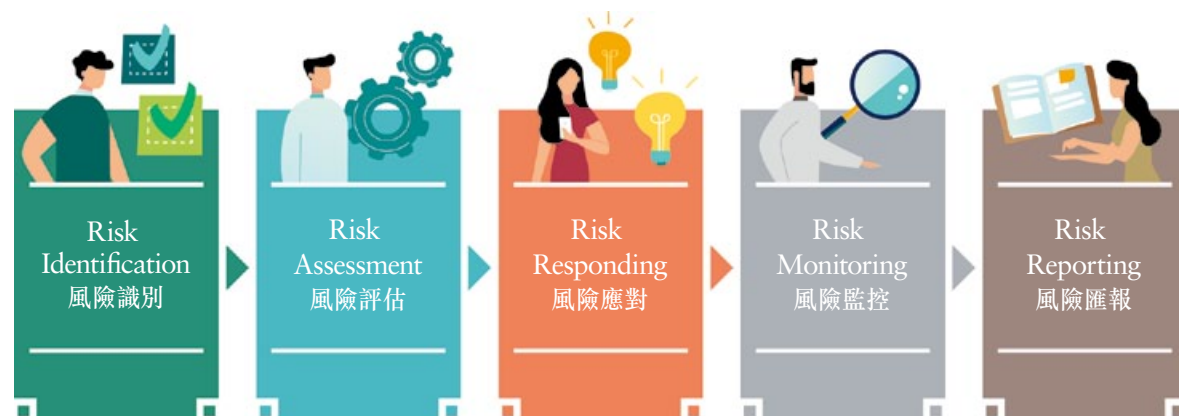 Risk
Identification
風險識別
Risk
Assessment
風險評估
Risk
Responding
風險應對
Risk
Monitoring
風險監控
Risk
Reporting
風險匯報